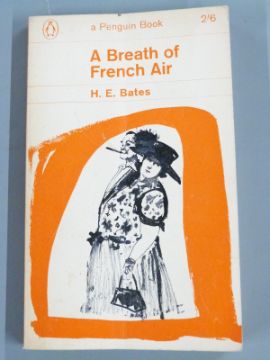 a Penguin Book
2/6
A Breath of
French Air
H. E. Bates